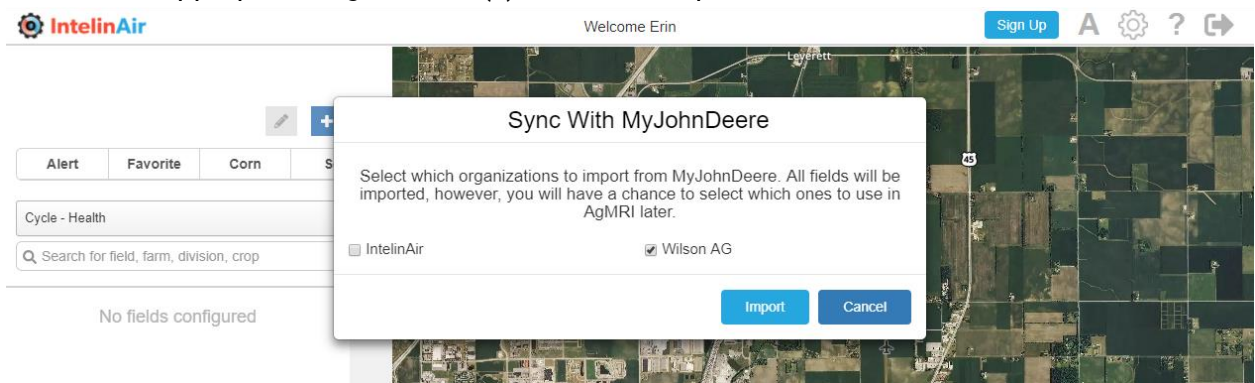 IntelinAir
Welcome Erin
Sign Up A ?
Leverett
Sync With MyJohnDeere
Alert Favorite Corn S
45
Select which organizations to import from MyJohnDeere. All fields will be
imported, however, you will have a chance to select which ones to use in
AgMRI later.
Cycle - Health
IntelinAir Wilson AG
Search for field, farm, division, crop
Import Cancel
No fields configured